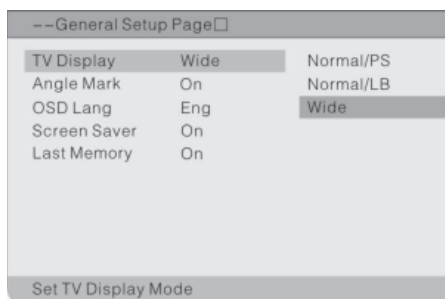 --General Setup Page□
TV Display Wide Normal/PS
Angle Mark On Normal/LB
OSD Lang Eng Wide
Screen Saver On
Last Memory On
Set TV Display Mode